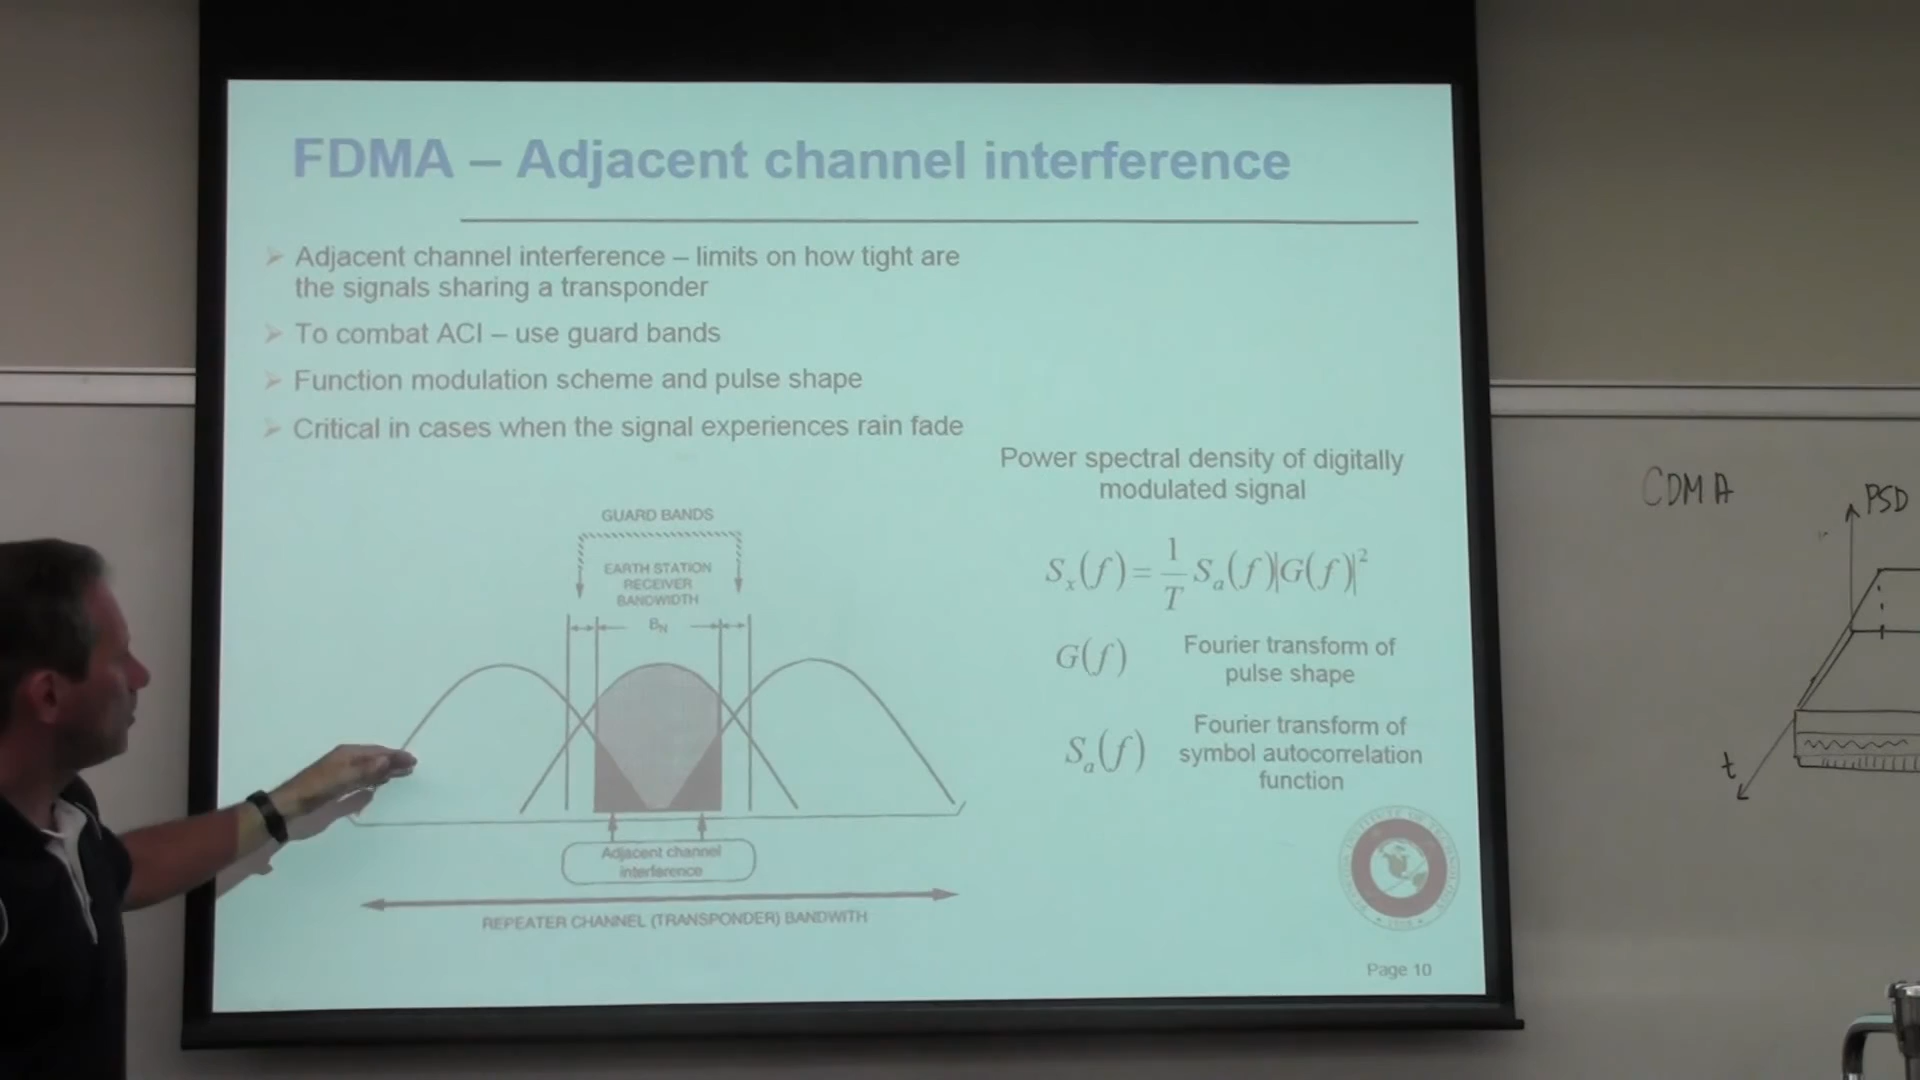 FDMA – Adjacent channel interference
Adjacent channel interference – limits on how tight are
the signals sharing a transponder
To combat ACI – use guard bands
Function modulation scheme and pulse shape
Critical in cases when the signal experiences rain fade
Power spectral density of digitally
modulated signal
S_x(f) = 1/T S_a(f)|G(f)|²
G(f) Fourier transform of
pulse shape
S_a(f) Fourier transform of
symbol autocorrelation
function
GUARD BANDS
EARTH STATION
RECEIVER
BANDWIDTH
B_N
Adjacent channel
interference
REPEATER CHANNEL (TRANSPONDER) BANDWITH
Page 10
CDMA
PSD
t